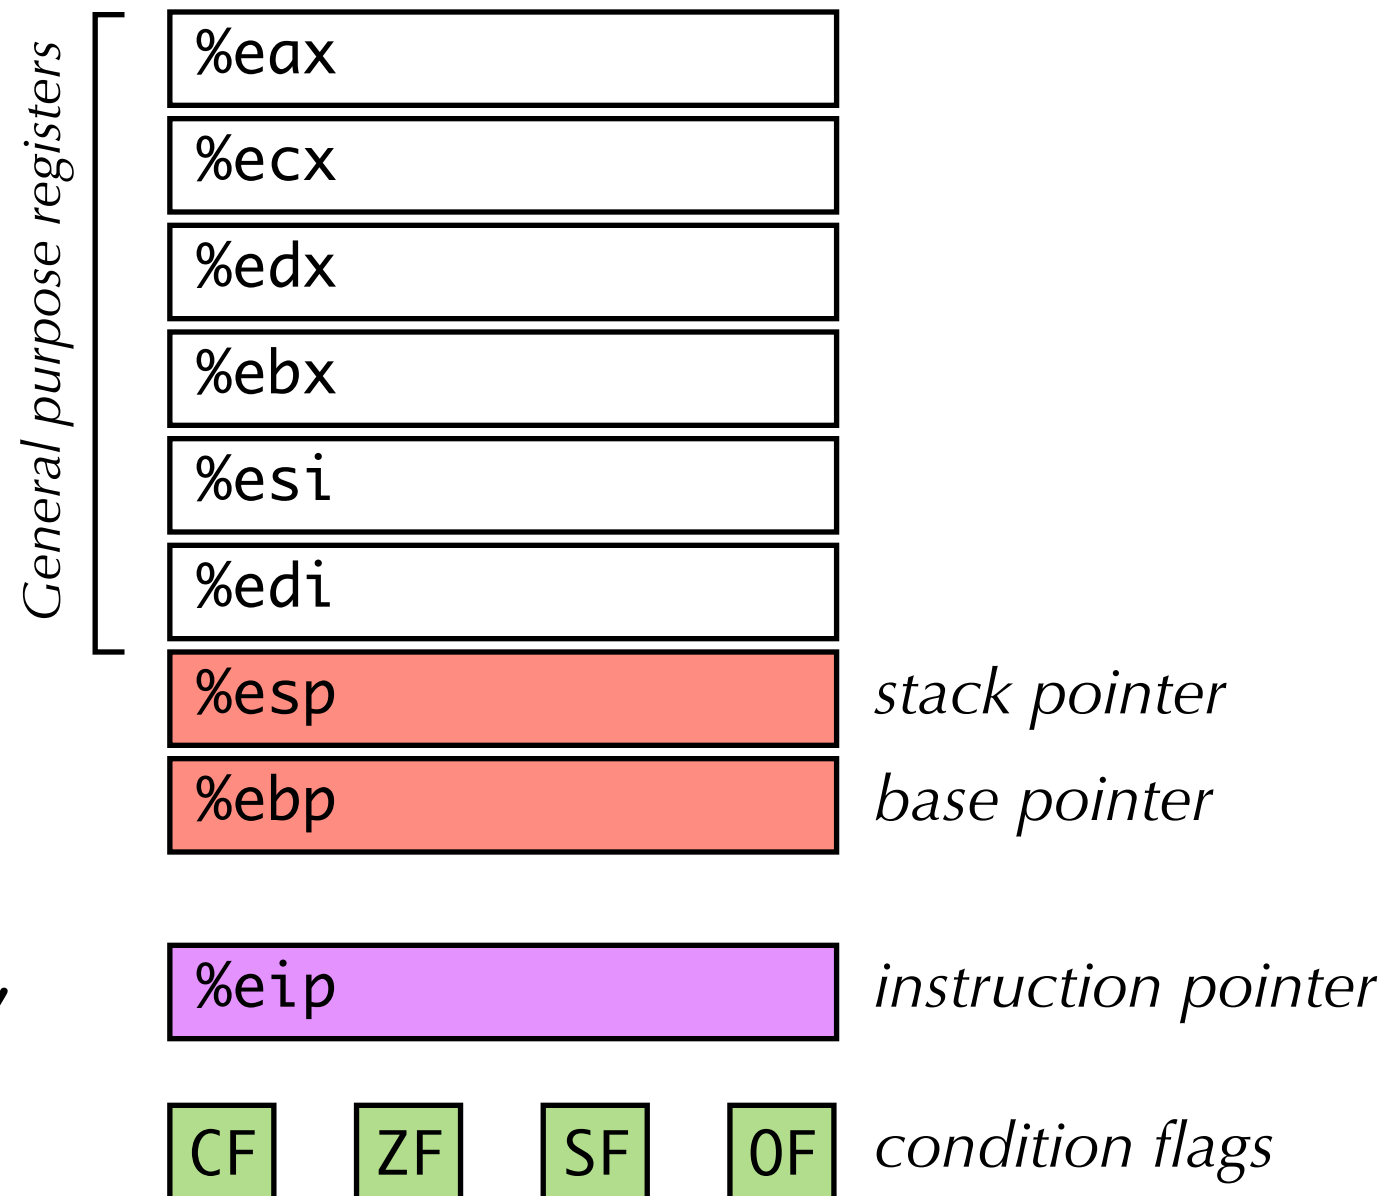 General purpose registers
%eax
%ecx
%edx
%ebx
%esi
%edi
%esp stack pointer
%ebp base pointer
%eip instruction pointer
CF ZF SF OF condition flags